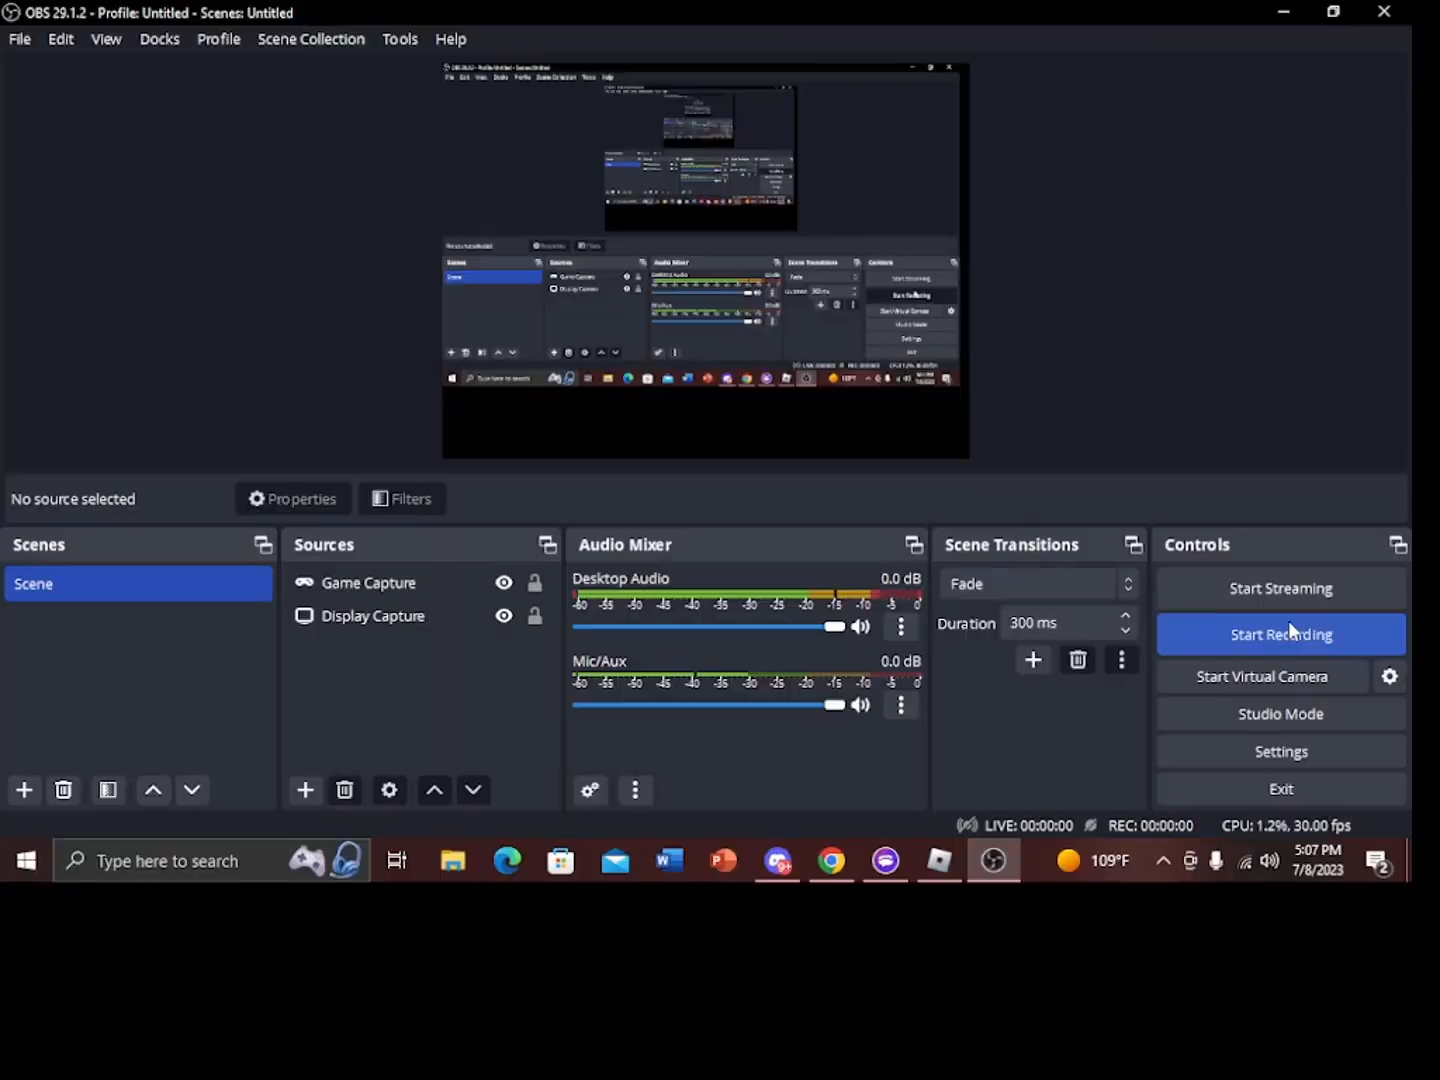 OBS 29.1.2 - Profile: Untitled - Scenes: Untitled
File Edit View Docks Profile Scene Collection Tools Help
No source selected Properties Filters
Scenes Sources Audio Mixer Scene Transitions Controls
Scene
Game Capture
Display Capture
Desktop Audio 0.0 dB
-60 -55 -50 -45 -40 -35 -30 -25 -20 -15 -10 -5 0
Mic/Aux 0.0 dB
-60 -55 -50 -45 -40 -35 -30 -25 -20 -15 -10 -5 0
Fade
Duration 300 ms
Start Streaming
Start Recording
Start Virtual Camera
Studio Mode
Settings
Exit
LIVE: 00:00:00 REC: 00:00:00 CPU: 1.2%, 30.00 fps
Type here to search 9+ 109°F 5:07 PM
7/8/2023 2